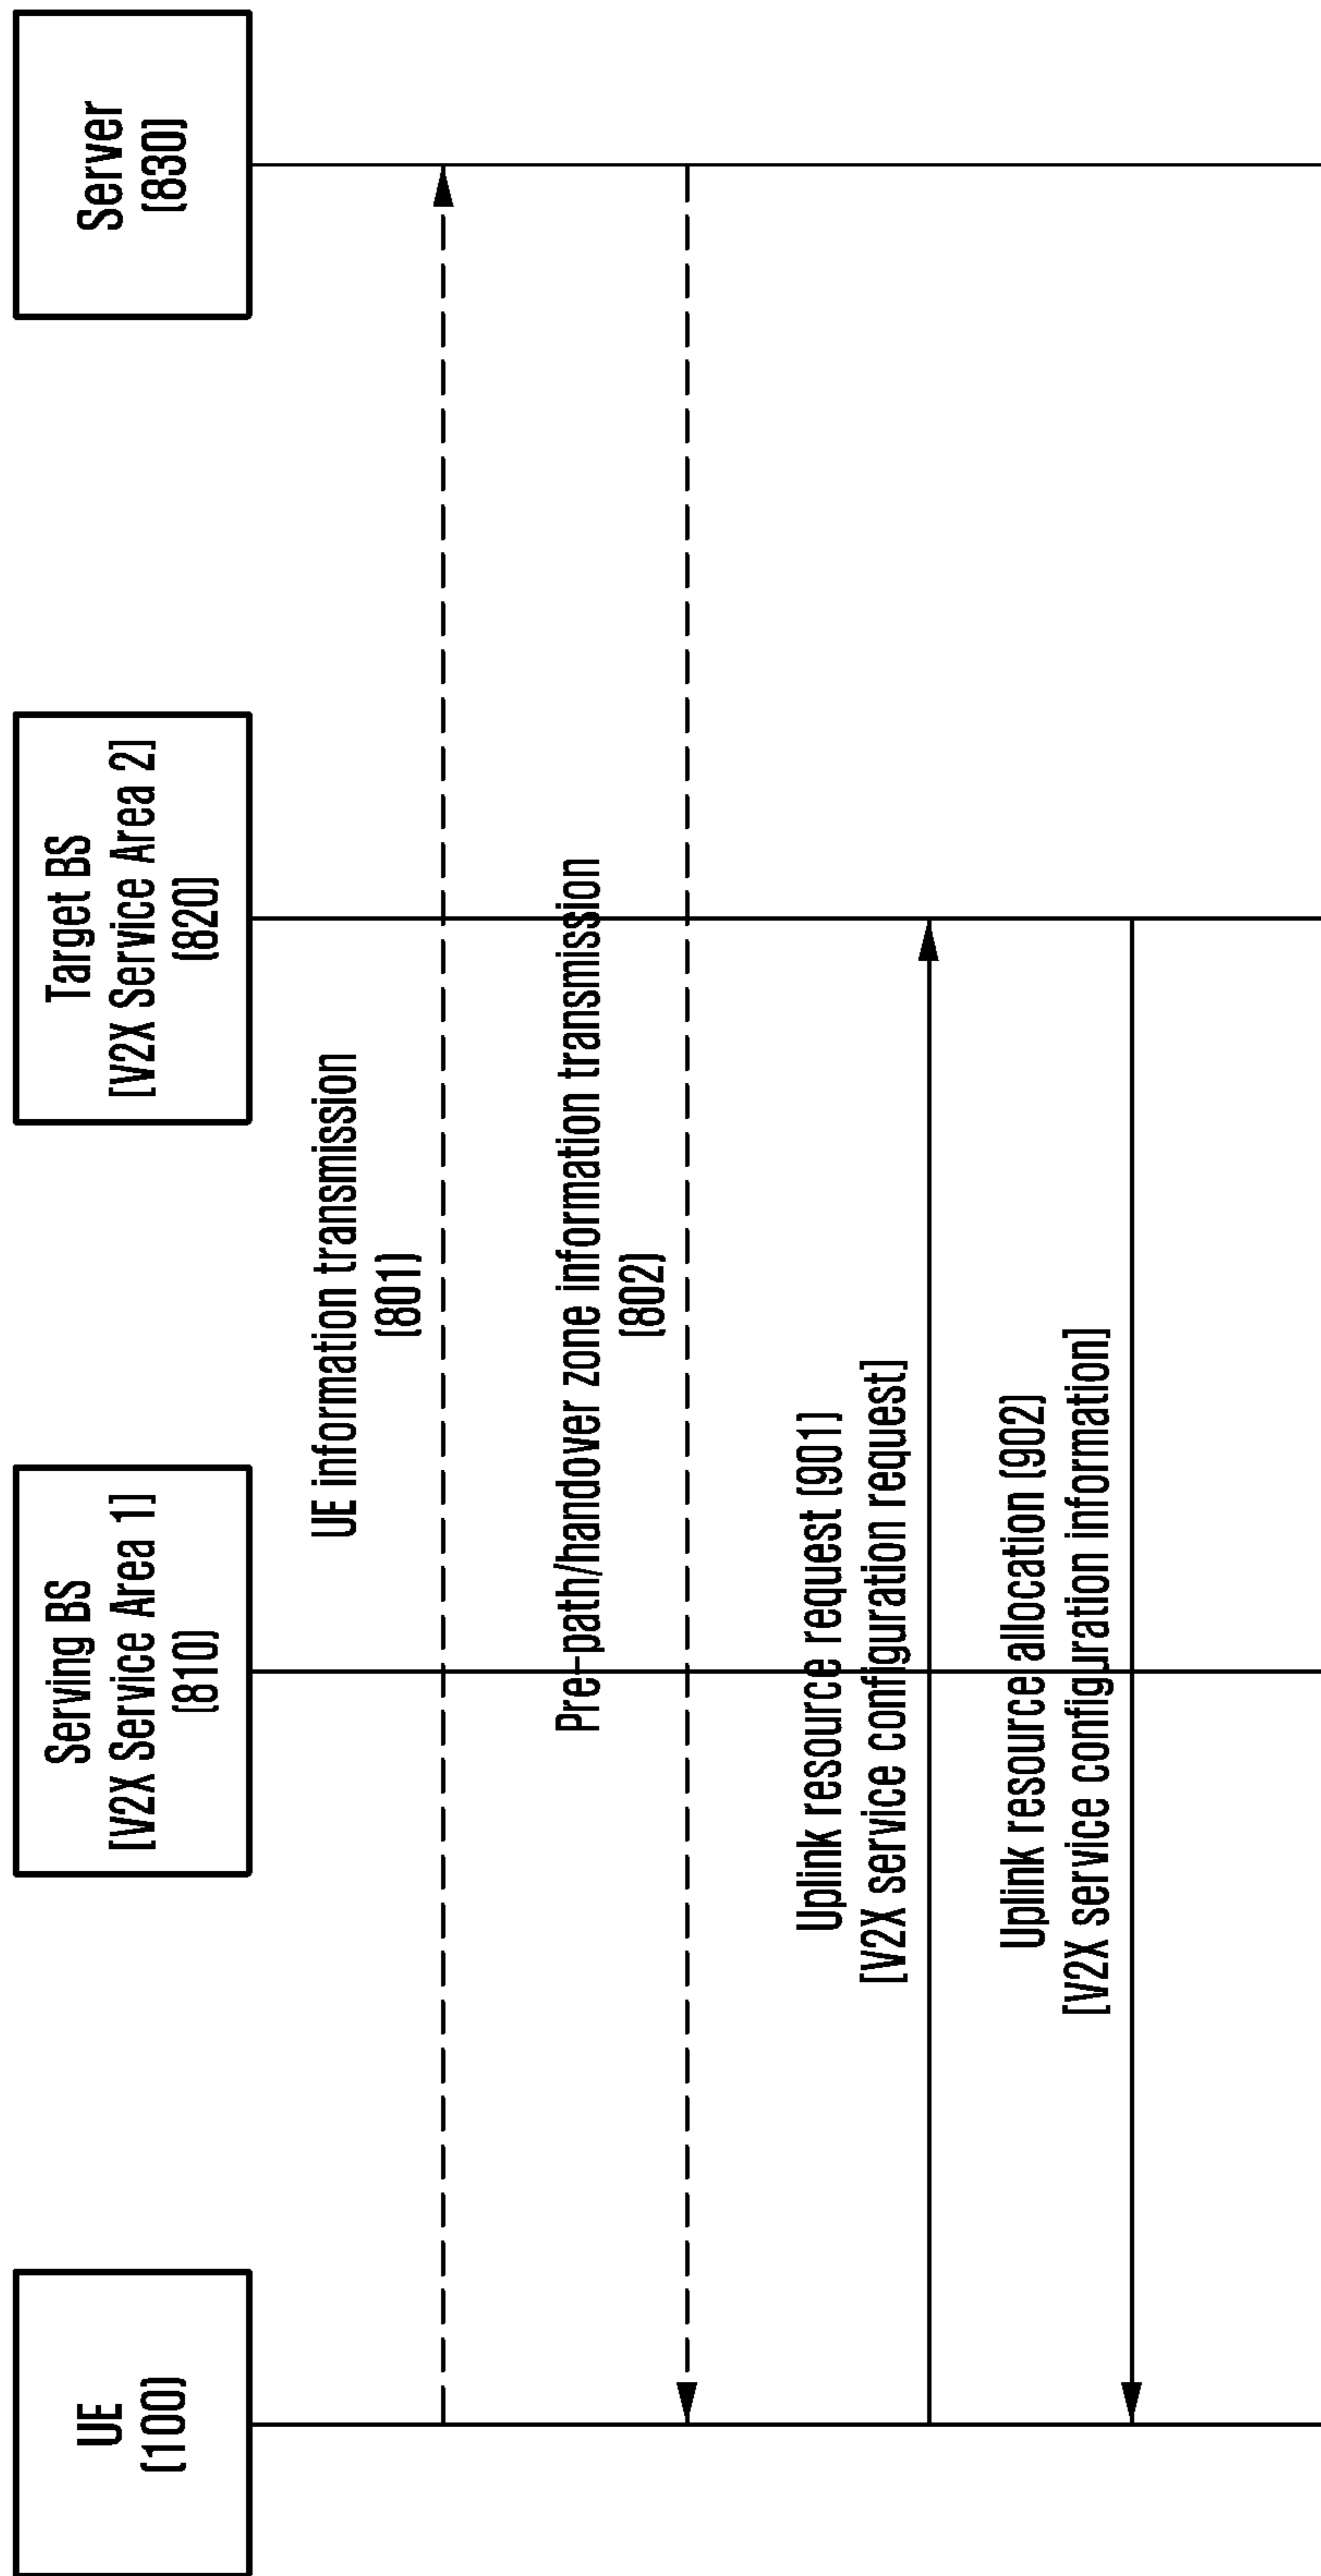 UE
(100)
Serving BS
[V2X Service Area 1]
(810)
Target BS
[V2X Service Area 2]
(820)
Server
(830)
UE information transmission
(801)
Pre-path/handover zone information transmission
(802)
Uplink resource request (901)
[V2X service configuration request]
Uplink resource allocation (902)
[V2X service configuration information]